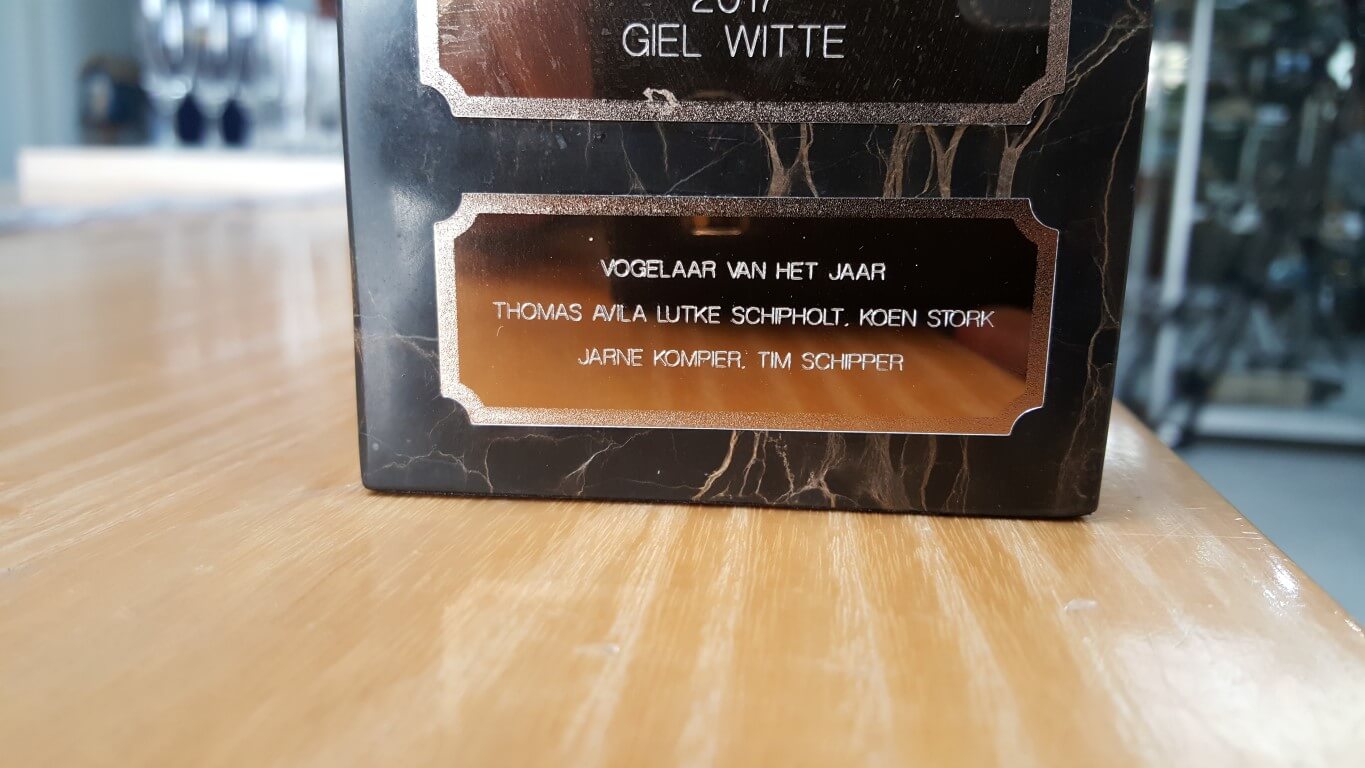 2017
GIEL WITTE
VOGELAAR VAN HET JAAR
THOMAS AVILA LUTKE SCHIPHOLT, KOEN STORK
JARNE KOMPIER, TIM SCHIPPER